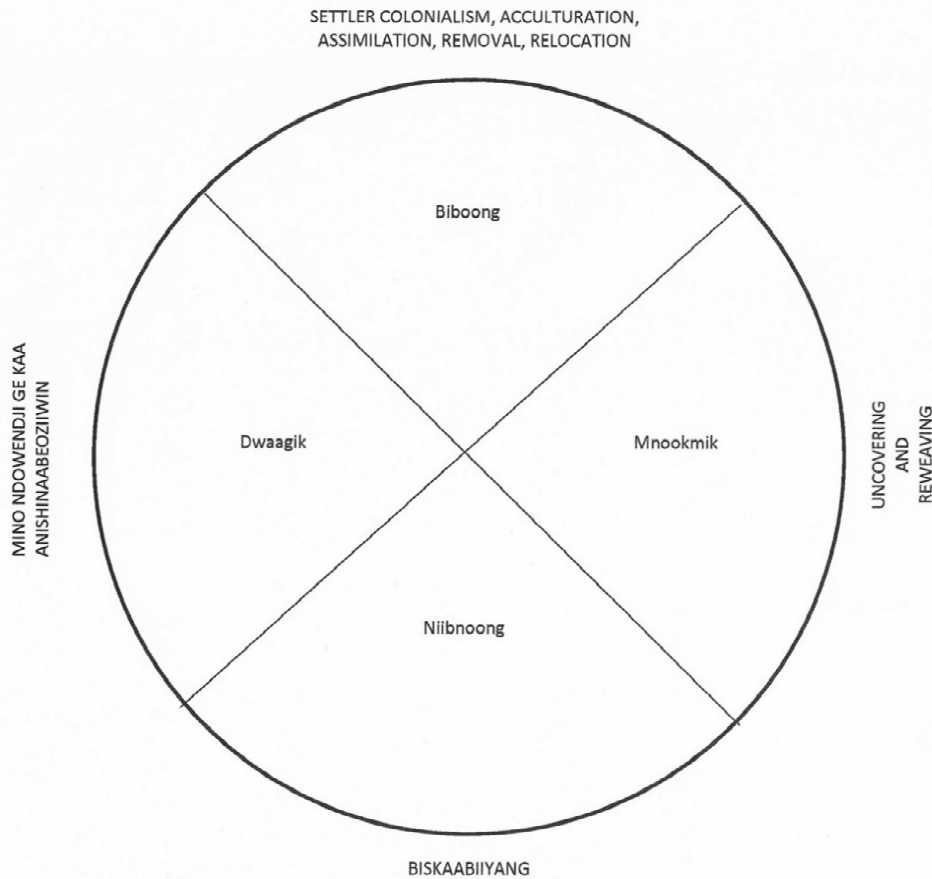 SETTLER COLONIALISM, ACCULTURATION,
ASSIMILATION, REMOVAL, RELOCATION
Biboong
MINO NDOWENDJI GE KAA
ANISHINAABEOZIIWIN
Dwaagik
Mnookmik
UNCOVERING
AND
REWEAVING
Niibnoong
BISKAABIIYANG